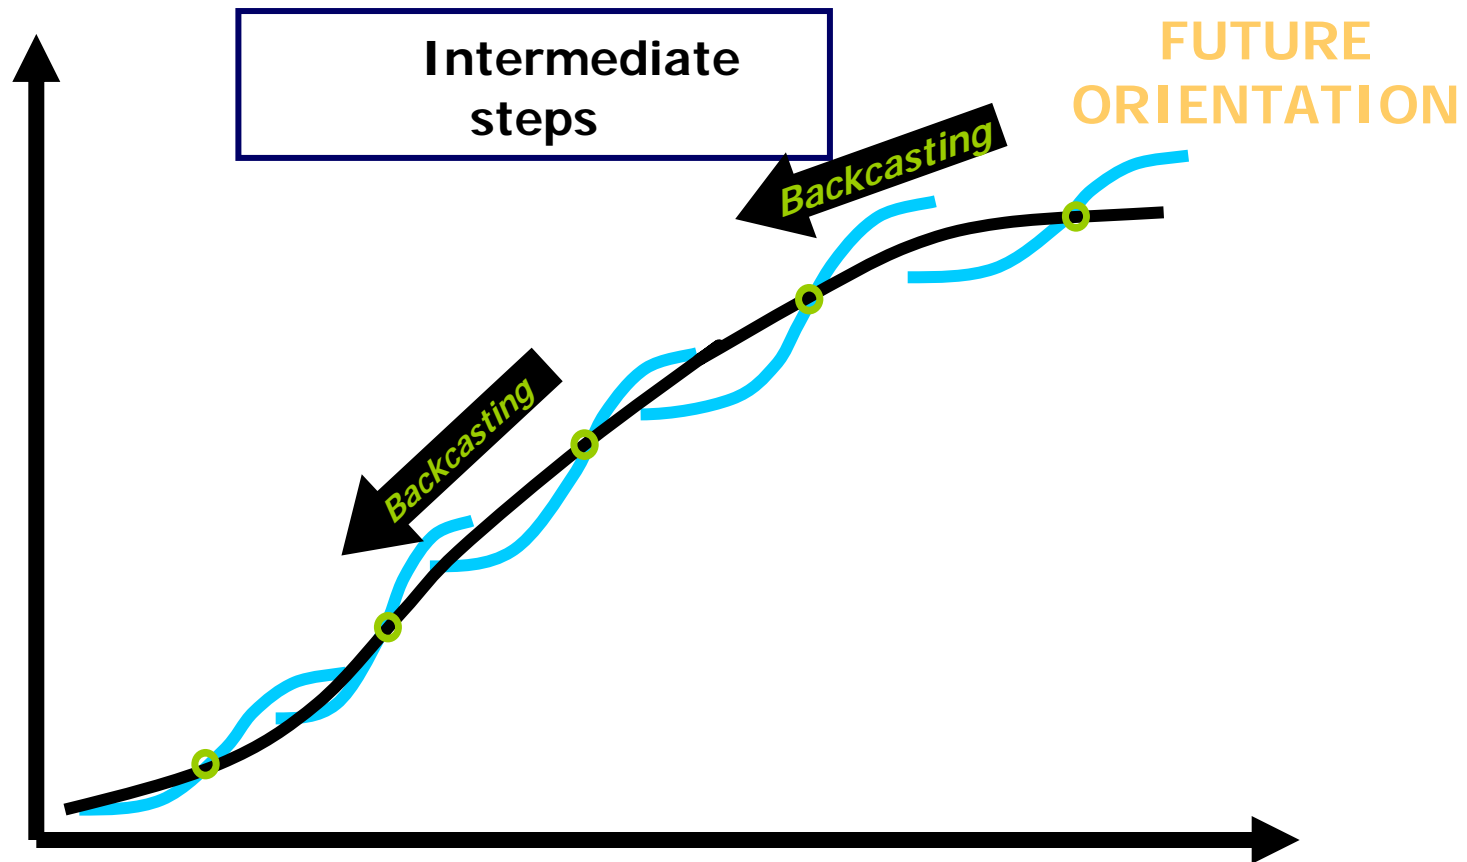 Intermediate
steps
FUTURE
ORIENTATION
Backcasting
Backcasting